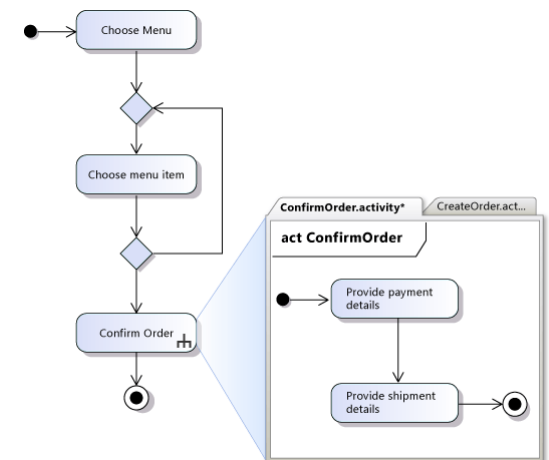 Choose Menu
Choose menu item
Confirm Order
ConfirmOrder.activity*
CreateOrder.act...
act ConfirmOrder
Provide payment
details
Provide shipment
details